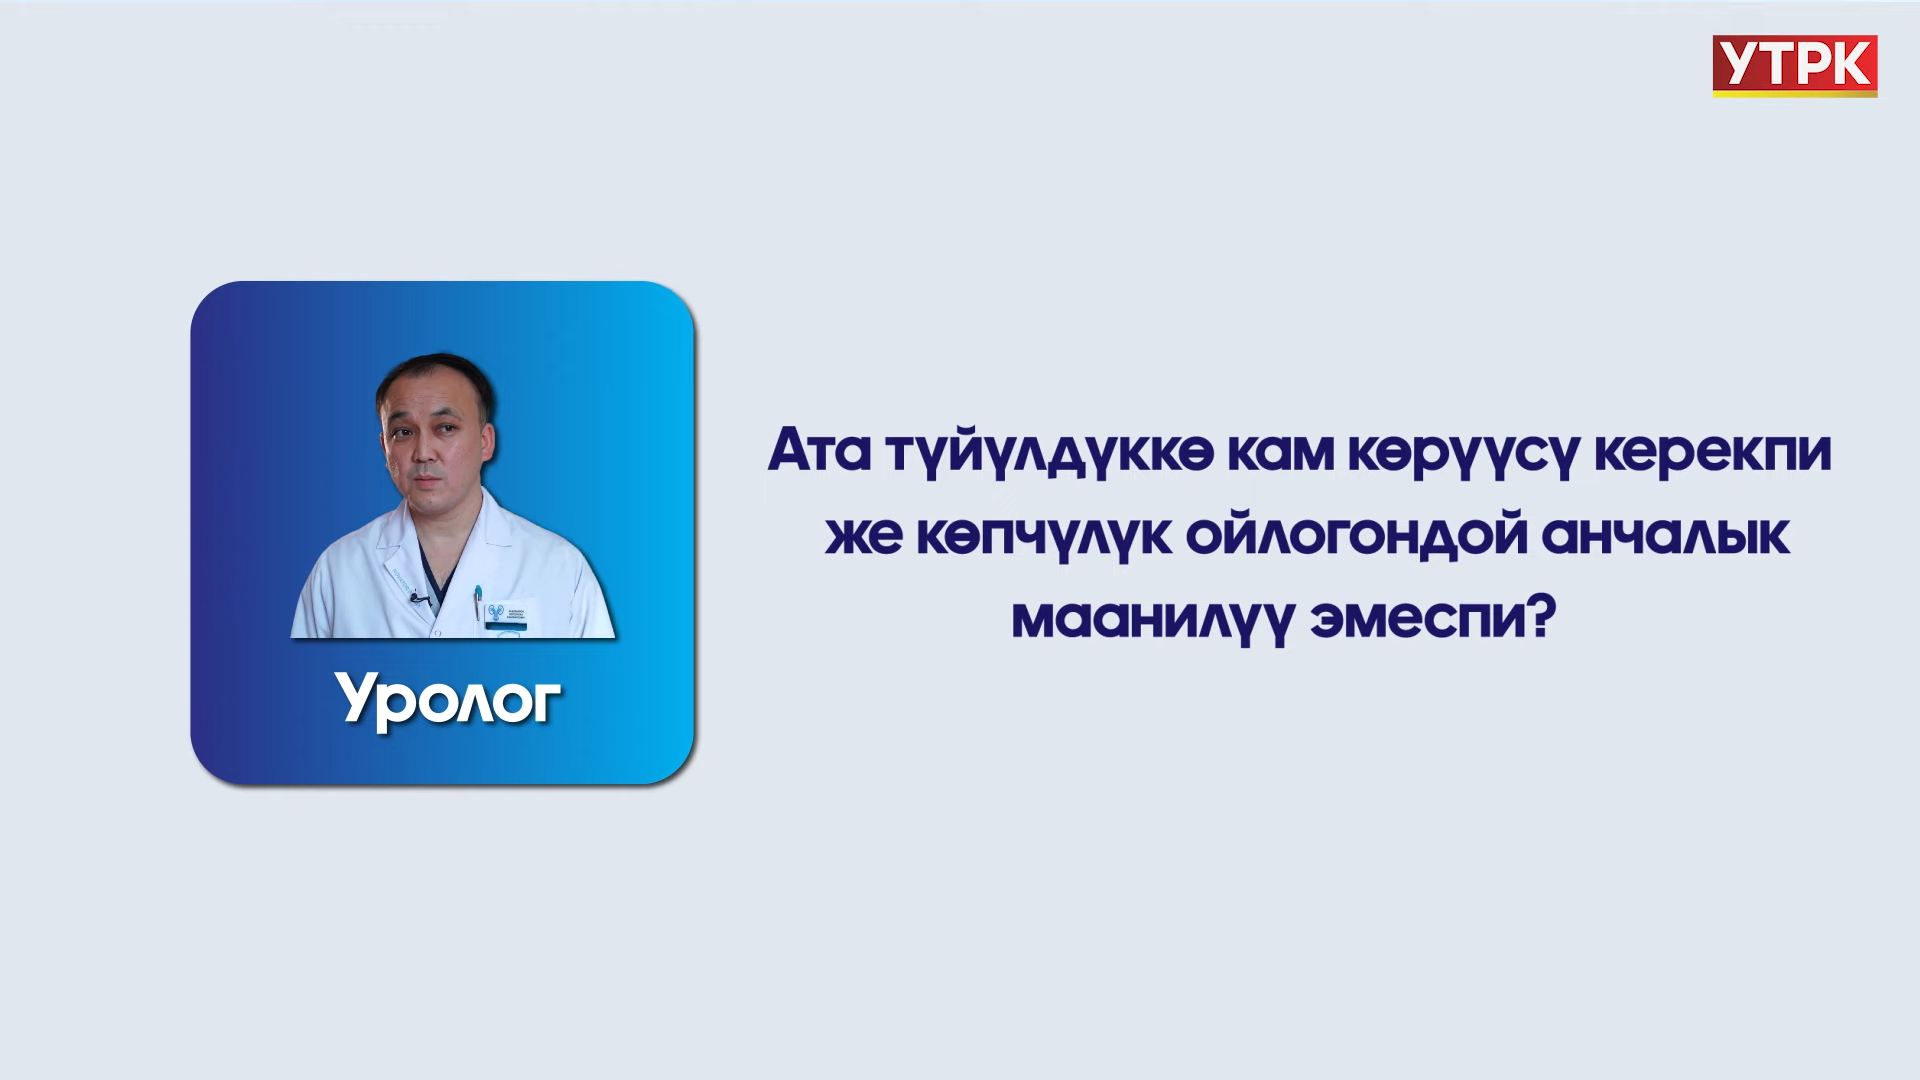 УТРК
Ата түйүлдүккө кам көрүүсү керекпи
же көпчүлүк ойлогондой анчалык
маанилүү эмеспи?
Уролог